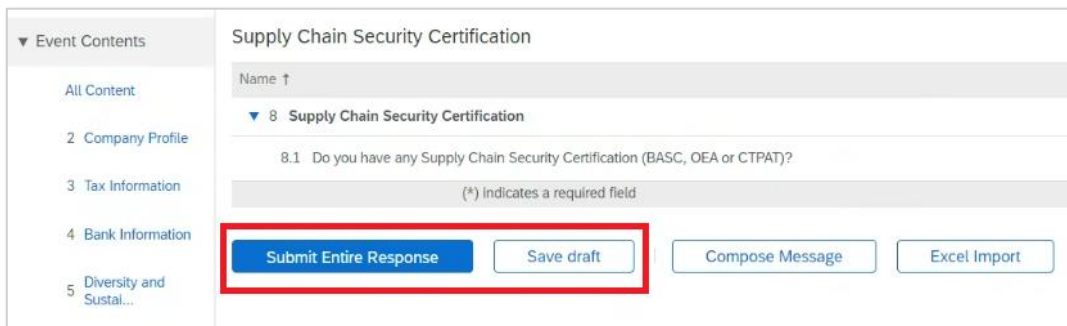 ▼ Event Contents
All Content
2 Company Profile
3 Tax Information
4 Bank Information
5 Diversity and
Sustai...
Supply Chain Security Certification
Name ↑
▼ 8 Supply Chain Security Certification
8.1 Do you have any Supply Chain Security Certification (BASC, OEA or CTPAT)?
(*) indicates a required field
Submit Entire Response
Save draft
Compose Message
Excel Import